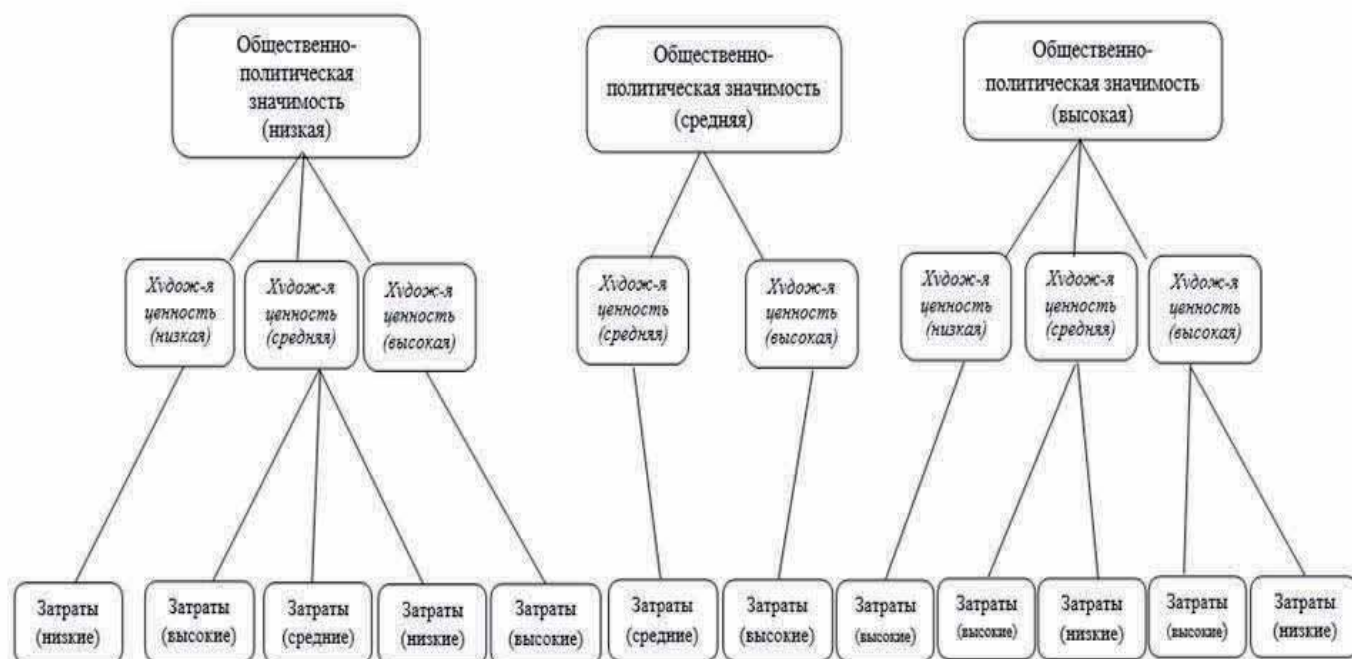 Общественно-
политическая
значимость
(низкая)
Общественно-
политическая значимость
(средняя)
Общественно-
политическая значимость
(высокая)
Худож-я
ценность
(низкая)
Худож-я
ценность
(средняя)
Худож-я
ценность
(высокая)
Худож-я
ценность
(средняя)
Худож-я
ценность
(высокая)
Худож-я
ценность
(низкая)
Худож-я
ценность
(средняя)
Худож-я
ценность
(высокая)
Затраты
(низкие)
Затраты
(высокие)
Затраты
(средние)
Затраты
(низкие)
Затраты
(высокие)
Затраты
(средние)
Затраты
(высокие)
Затраты
(высокие)
Затраты
(высокие)
Затраты
(низкие)
Затраты
(высокие)
Затраты
(низкие)